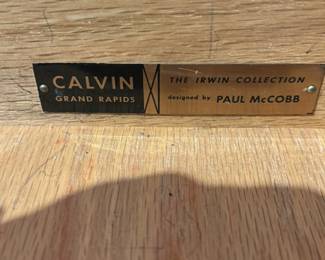 CALVIN
GRAND RAPIDS
THE IRWIN COLLECTION
designed by PAUL McCOBB